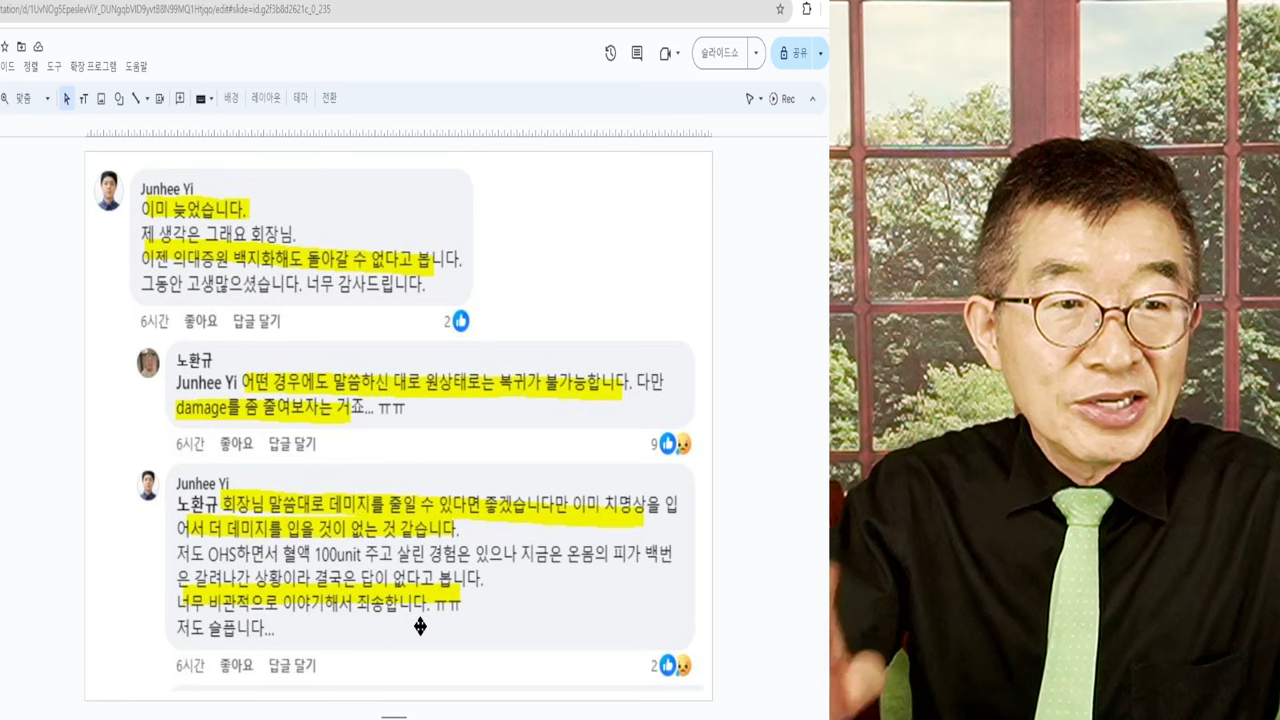 tation/d/1UvNOg5EpeslevViY_DUNgqbVID9yvtB8N99MQ1Htjqo/edit#slide=id.g2f3b8d2621c_0_235
슬라이드쇼
공유
이드 정렬 도구 확장 프로그램 도움말
맞춤 배경 레이아웃 테마 전환 Rec
Junhee Yi
이미 늦었습니다.
제 생각은 그래요 회장님.
이젠 의대증원 백지화해도 돌아갈 수 없다고 봅니다.
그동안 고생많으셨습니다. 너무 감사드립니다.
6시간 좋아요 답글 달기 2
노환규
Junhee Yi 어떤 경우에도 말씀하신 대로 원상태로는 복귀가 불가능합니다. 다만
damage를 좀 줄여보자는 거죠... ㅠㅠ
6시간 좋아요 답글 달기 9
Junhee Yi
노환규 회장님 말씀대로 데미지를 줄일 수 있다면 좋겠습니다만 이미 치명상을 입
어서 더 데미지를 입을 것이 없는 것 같습니다.
저도 OHS하면서 혈액 100unit 주고 살린 경험은 있으나 지금은 온몸의 피가 백번
은 갈려나간 상황이라 결국은 답이 없다고 봅니다.
너무 비관적으로 이야기해서 죄송합니다. ㅠㅠ
저도 슬픕니다...
6시간 좋아요 답글 달기 2